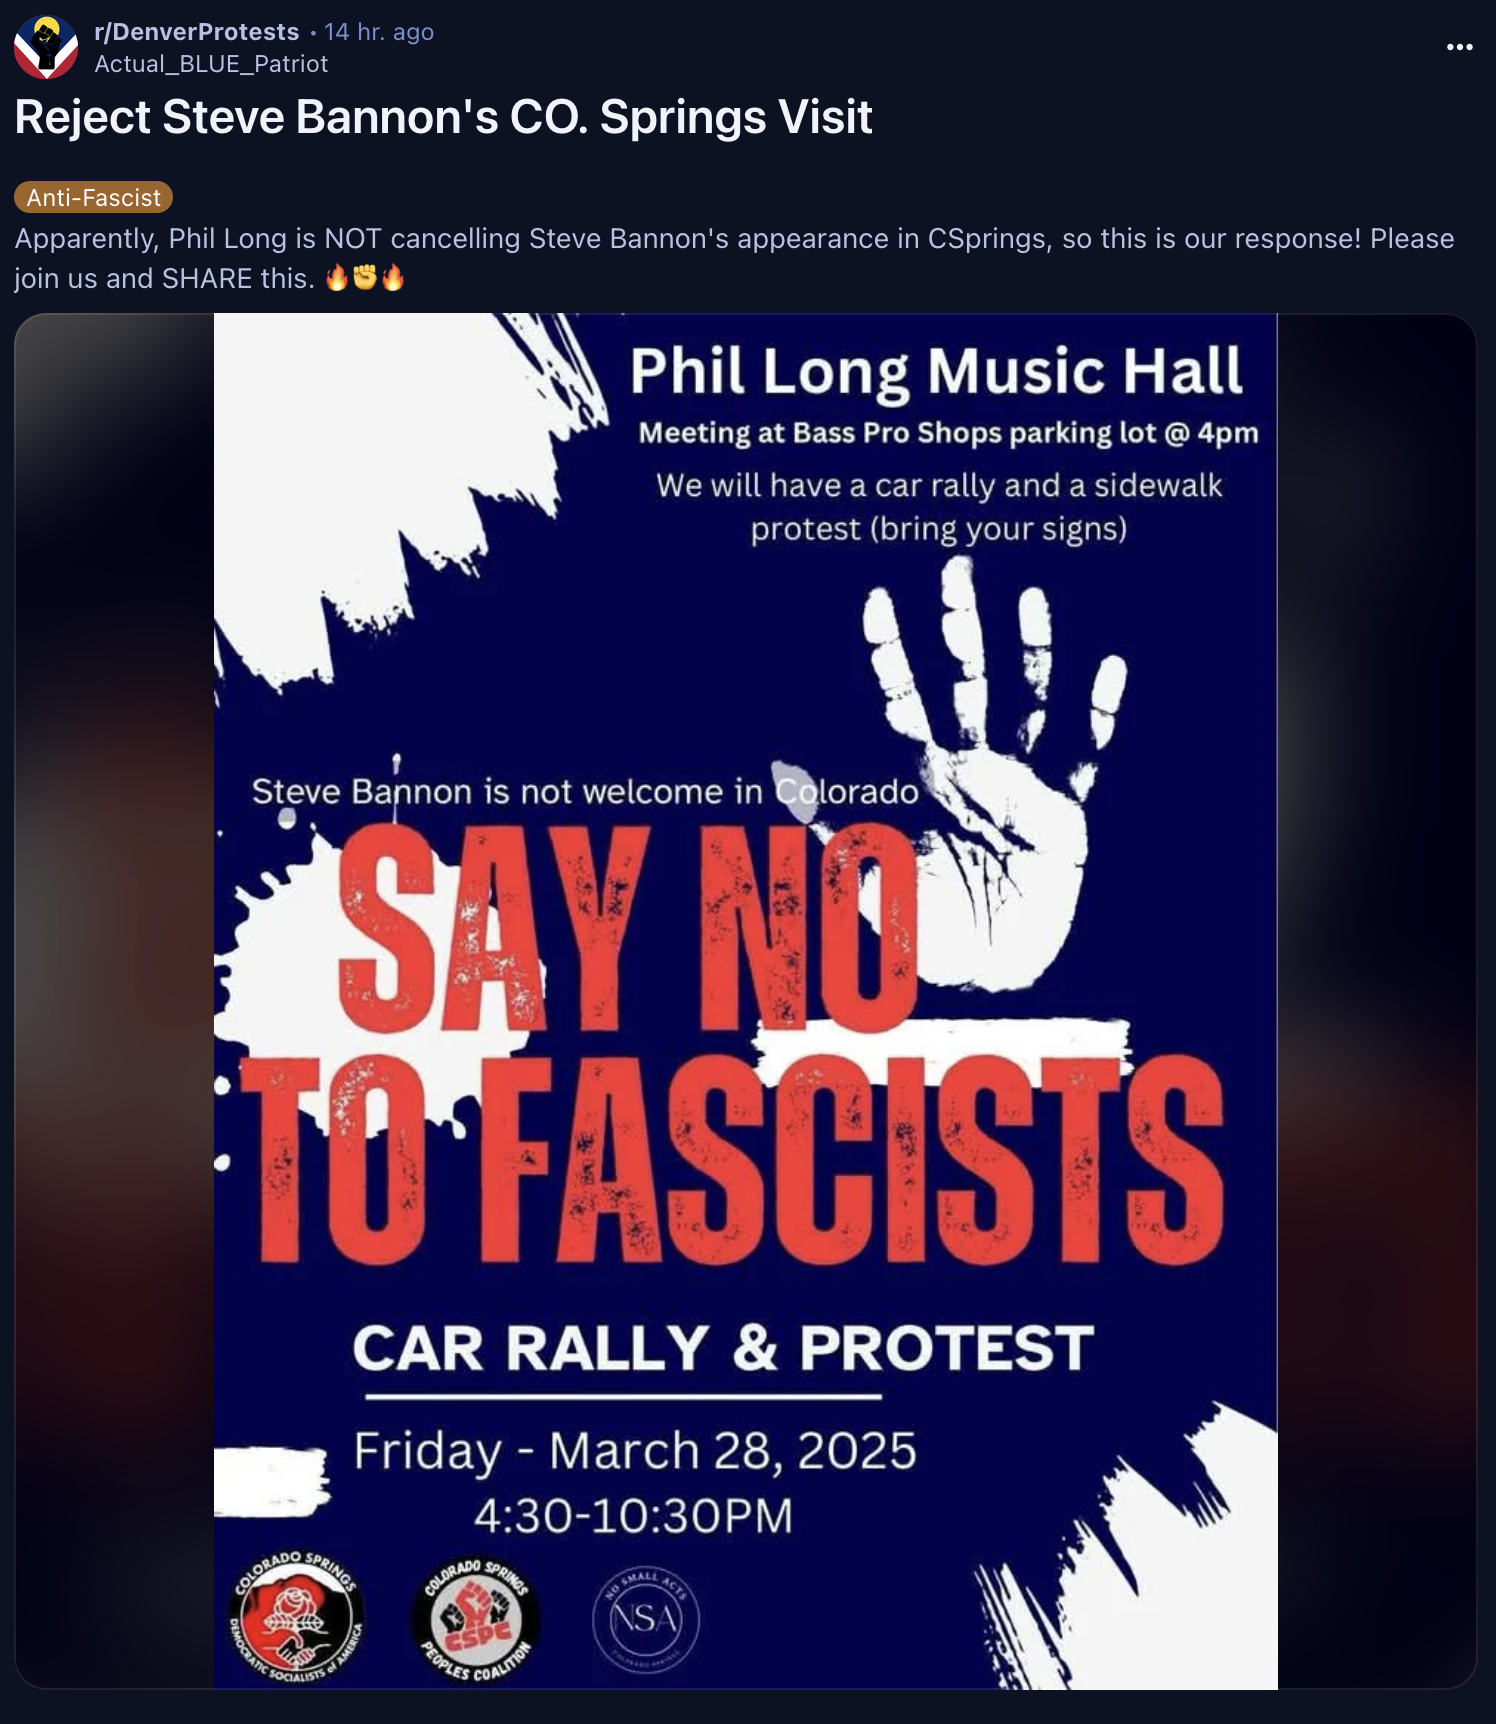 r/DenverProtests • 14 hr. ago
Actual_BLUE_Patriot
Reject Steve Bannon's CO. Springs Visit
Anti-Fascist
Apparently, Phil Long is NOT cancelling Steve Bannon's appearance in CSprings, so this is our response! Please
join us and SHARE this. 🔥✊🔥
Phil Long Music Hall
Meeting at Bass Pro Shops parking lot @ 4pm
We will have a car rally and a sidewalk
protest (bring your signs)
Steve Bannon is not welcome in Colorado
SAY NO
TO FASCISTS
CAR RALLY & PROTEST
Friday - March 28, 2025
4:30-10:30PM
COLORADO SPRINGS
DEMOCRATIC SOCIALISTS of AMERICA
COLORADO SPRINGS
CSPC
PEOPLES COALITION
NO SMALL ACTS
NSA
COLORADO SPRINGS